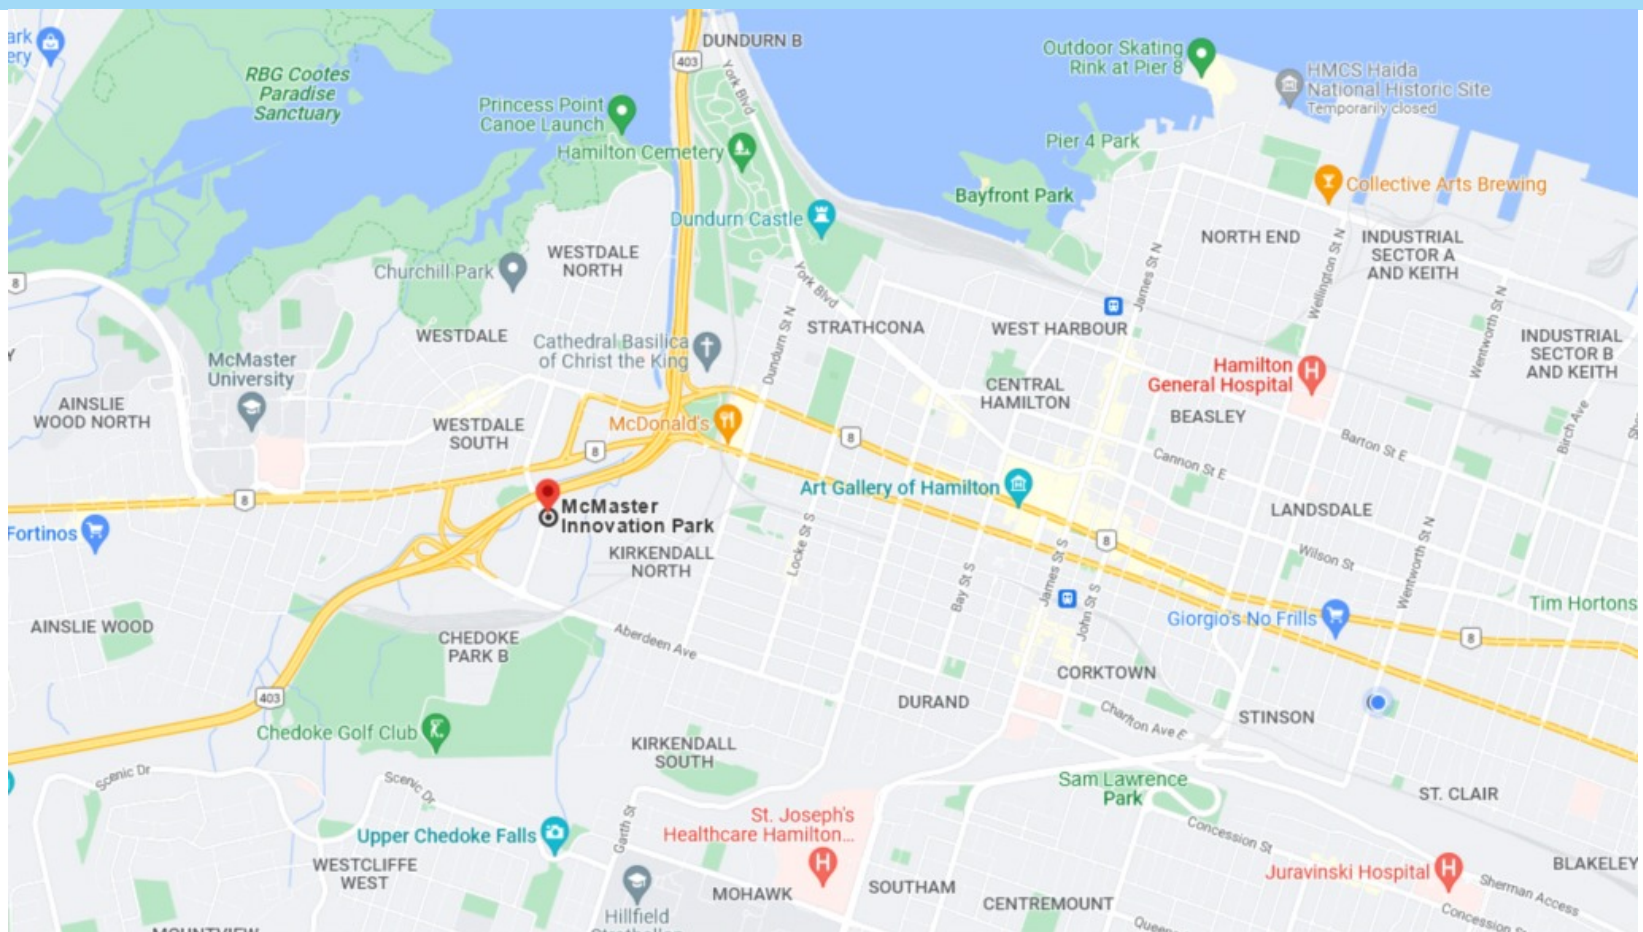 DUNDURN B
403
York Blvd
Outdoor Skating
Rink at Pier 8
HMCS Haida
National Historic Site
Temporarily closed
ark
ery
RBG Cootes
Paradise
Sanctuary
Princess Point
Canoe Launch
Hamilton Cemetery
Pier 4 Park
Bayfront Park
Collective Arts Brewing
Dundurn Castle
NORTH END
INDUSTRIAL
SECTOR A
AND KEITH
WESTDALE
NORTH
Churchill Park
8
York Blvd
James St N
Wellington St N
Wentworth St N
STRATHCONA
WEST HARBOUR
WESTDALE
Dundurn St N
INDUSTRIAL
SECTOR B
AND KEITH
Y
McMaster
University
Cathedral Basilica
of Christ the King
Hamilton
General Hospital
CENTRAL
HAMILTON
BEASLEY
AINSLIE
WOOD NORTH
WESTDALE
SOUTH
McDonald's
8
8
Barton St E
Birch Ave
Cannon St E
Art Gallery of Hamilton
8
McMaster
Innovation Park
LANDSDALE
Fortinos
KIRKENDALL
NORTH
Locke St S
8
Wilson St
Wentworth St N
Bay St S
James St S
John St S
Giorgio's No Frills
Tim Hortons
AINSLIE WOOD
CHEDOKE
PARK B
Aberdeen Ave
8
CORKTOWN
403
DURAND
Charlton Ave E
STINSON
Chedoke Golf Club
KIRKENDALL
SOUTH
Scenic Dr
Scenic Dr
Sam Lawrence
Park
ST. CLAIR
Upper Chedoke Falls
Garth St
St. Joseph's
Healthcare Hamilton...
Concession St
WESTCLIFFE
WEST
BLAKELEY
Juravinski Hospital
MOHAWK
SOUTHAM
Sherman Access
CENTREMOUNT
Hillfield
Concession S
Queen
MOUNTVIEW